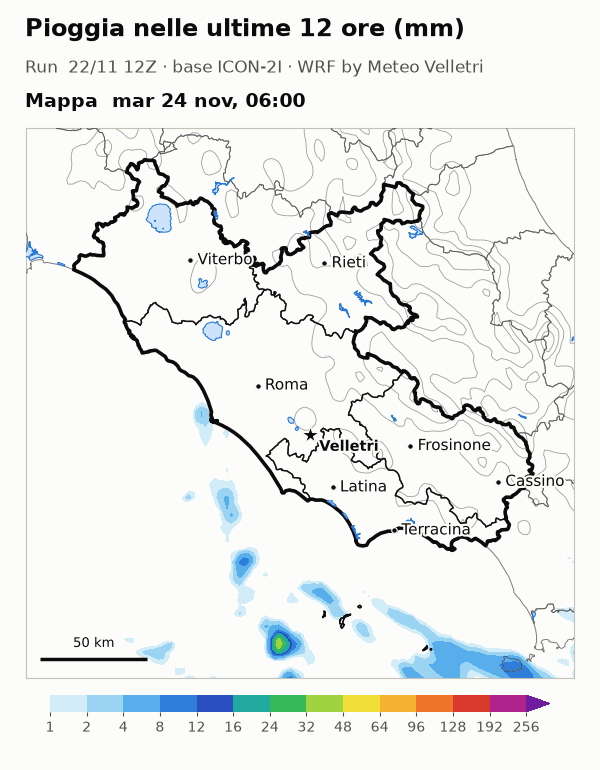 Pioggia nelle ultime 12 ore (mm)
Run  22/11 12Z · base ICON-2I · WRF by Meteo Velletri
Mappa  mar 24 nov, 06:00
Viterbo
Rieti
Roma
Velletri
Frosinone
Latina
Cassino
Terracina
50 km
1 2 4 8 12 16 24 32 48 64 96 128 192 256